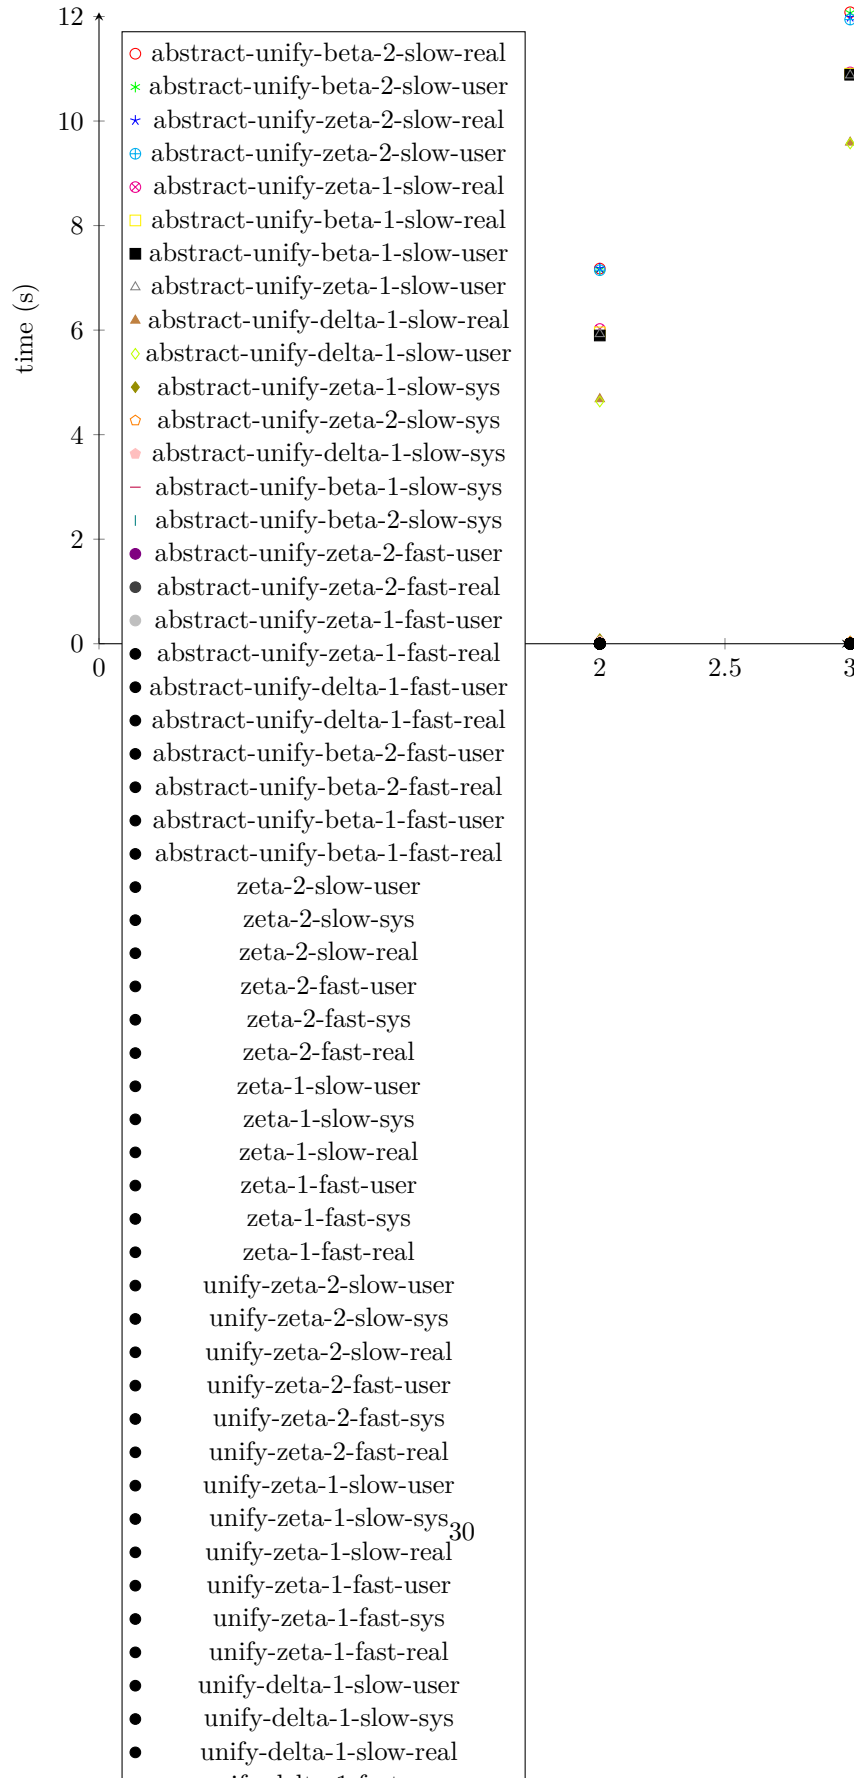 12
10
8
6
4
2
0
time (s)
0
2
2.5
3
abstract-unify-beta-2-slow-real
abstract-unify-beta-2-slow-user
abstract-unify-zeta-2-slow-real
abstract-unify-zeta-2-slow-user
abstract-unify-zeta-1-slow-real
abstract-unify-beta-1-slow-real
abstract-unify-beta-1-slow-user
abstract-unify-zeta-1-slow-user
abstract-unify-delta-1-slow-real
abstract-unify-delta-1-slow-user
abstract-unify-zeta-1-slow-sys
abstract-unify-zeta-2-slow-sys
abstract-unify-delta-1-slow-sys
abstract-unify-beta-1-slow-sys
abstract-unify-beta-2-slow-sys
abstract-unify-zeta-2-fast-user
abstract-unify-zeta-2-fast-real
abstract-unify-zeta-1-fast-user
abstract-unify-zeta-1-fast-real
abstract-unify-delta-1-fast-user
abstract-unify-delta-1-fast-real
abstract-unify-beta-2-fast-user
abstract-unify-beta-2-fast-real
abstract-unify-beta-1-fast-user
abstract-unify-beta-1-fast-real
zeta-2-slow-user
zeta-2-slow-sys
zeta-2-slow-real
zeta-2-fast-user
zeta-2-fast-sys
zeta-2-fast-real
zeta-1-slow-user
zeta-1-slow-sys
zeta-1-slow-real
zeta-1-fast-user
zeta-1-fast-sys
zeta-1-fast-real
unify-zeta-2-slow-user
unify-zeta-2-slow-sys
unify-zeta-2-slow-real
unify-zeta-2-fast-user
unify-zeta-2-fast-sys
unify-zeta-2-fast-real
unify-zeta-1-slow-user
unify-zeta-1-slow-sys
30
unify-zeta-1-slow-real
unify-zeta-1-fast-user
unify-zeta-1-fast-sys
unify-zeta-1-fast-real
unify-delta-1-slow-user
unify-delta-1-slow-sys
unify-delta-1-slow-real